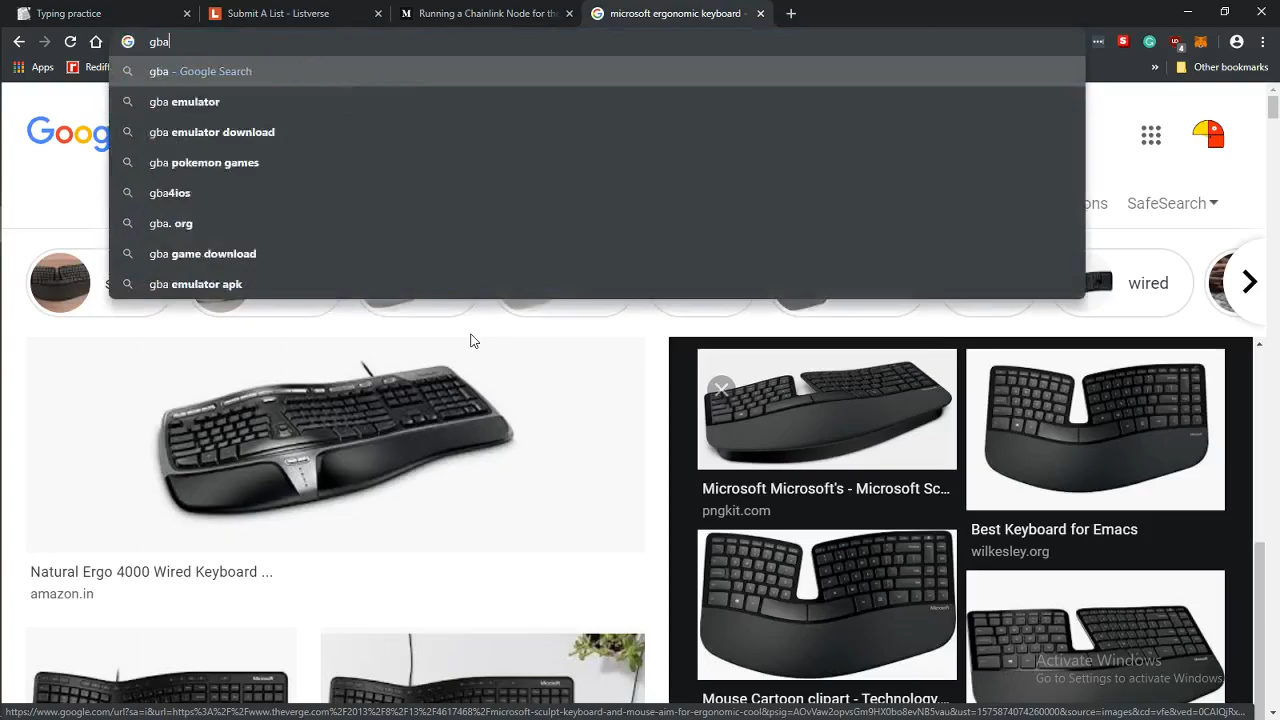 Typing practice
Submit A List - Listverse
Running a Chainlink Node for the
microsoft ergonomic keyboard -
gba
Apps
Rediff
Other bookmarks
gba - Google Search
gba emulator
gba emulator download
gba pokemon games
gba4ios
gba. org
gba game download
gba emulator apk
Goog
ons
SafeSearch
s
wired
Natural Ergo 4000 Wired Keyboard ...
amazon.in
Microsoft Microsoft's - Microsoft Sc...
pngkit.com
Best Keyboard for Emacs
wilkesley.org
Mouse Cartoon clipart - Technology,
Activate Windows
Go to Settings to activate Windows.
https://www.google.com/url?sa=i&url=https%3A%2F%2Fwww.theverge.com%2F2013%2F8%2F13%2F4617468%2Fmicrosoft-sculpt-keyboard-and-mouse-aim-for-ergonomic-cool&psig=AOvVaw2opvsGm9HX0bo8evNB5vau&ust=1575874074260000&source=images&cd=vfe&ved=0CAIQjRx...